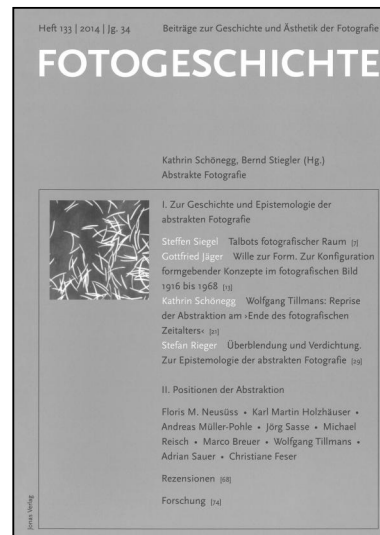 Heft 133 | 2014 | Jg. 34 Beiträge zur Geschichte und Ästhetik der Fotografie
FOTOGESCHICHTE
Kathrin Schönegg, Bernd Stiegler (Hg.)
Abstrakte Fotografie
I. Zur Geschichte und Epistemologie der
abstrakten Fotografie
Steffen Siegel Talbots fotografischer Raum [7]
Gottfried Jäger Wille zur Form. Zur Konfiguration
formgebender Konzepte im fotografischen Bild
1916 bis 1968 [13]
Kathrin Schönegg Wolfgang Tillmans: Reprise
der Abstraktion am ›Ende des fotografischen
Zeitalters‹ [21]
Stefan Rieger Überblendung und Verdichtung.
Zur Epistemologie der abstrakten Fotografie [29]
II. Positionen der Abstraktion
Floris M. Neusüss • Karl Martin Holzhäuser •
Andreas Müller-Pohle • Jörg Sasse • Michael
Reisch • Marco Breuer • Wolfgang Tillmans •
Adrian Sauer • Christiane Feser
Rezensionen [68]
Forschung [74]
Jonas Verlag